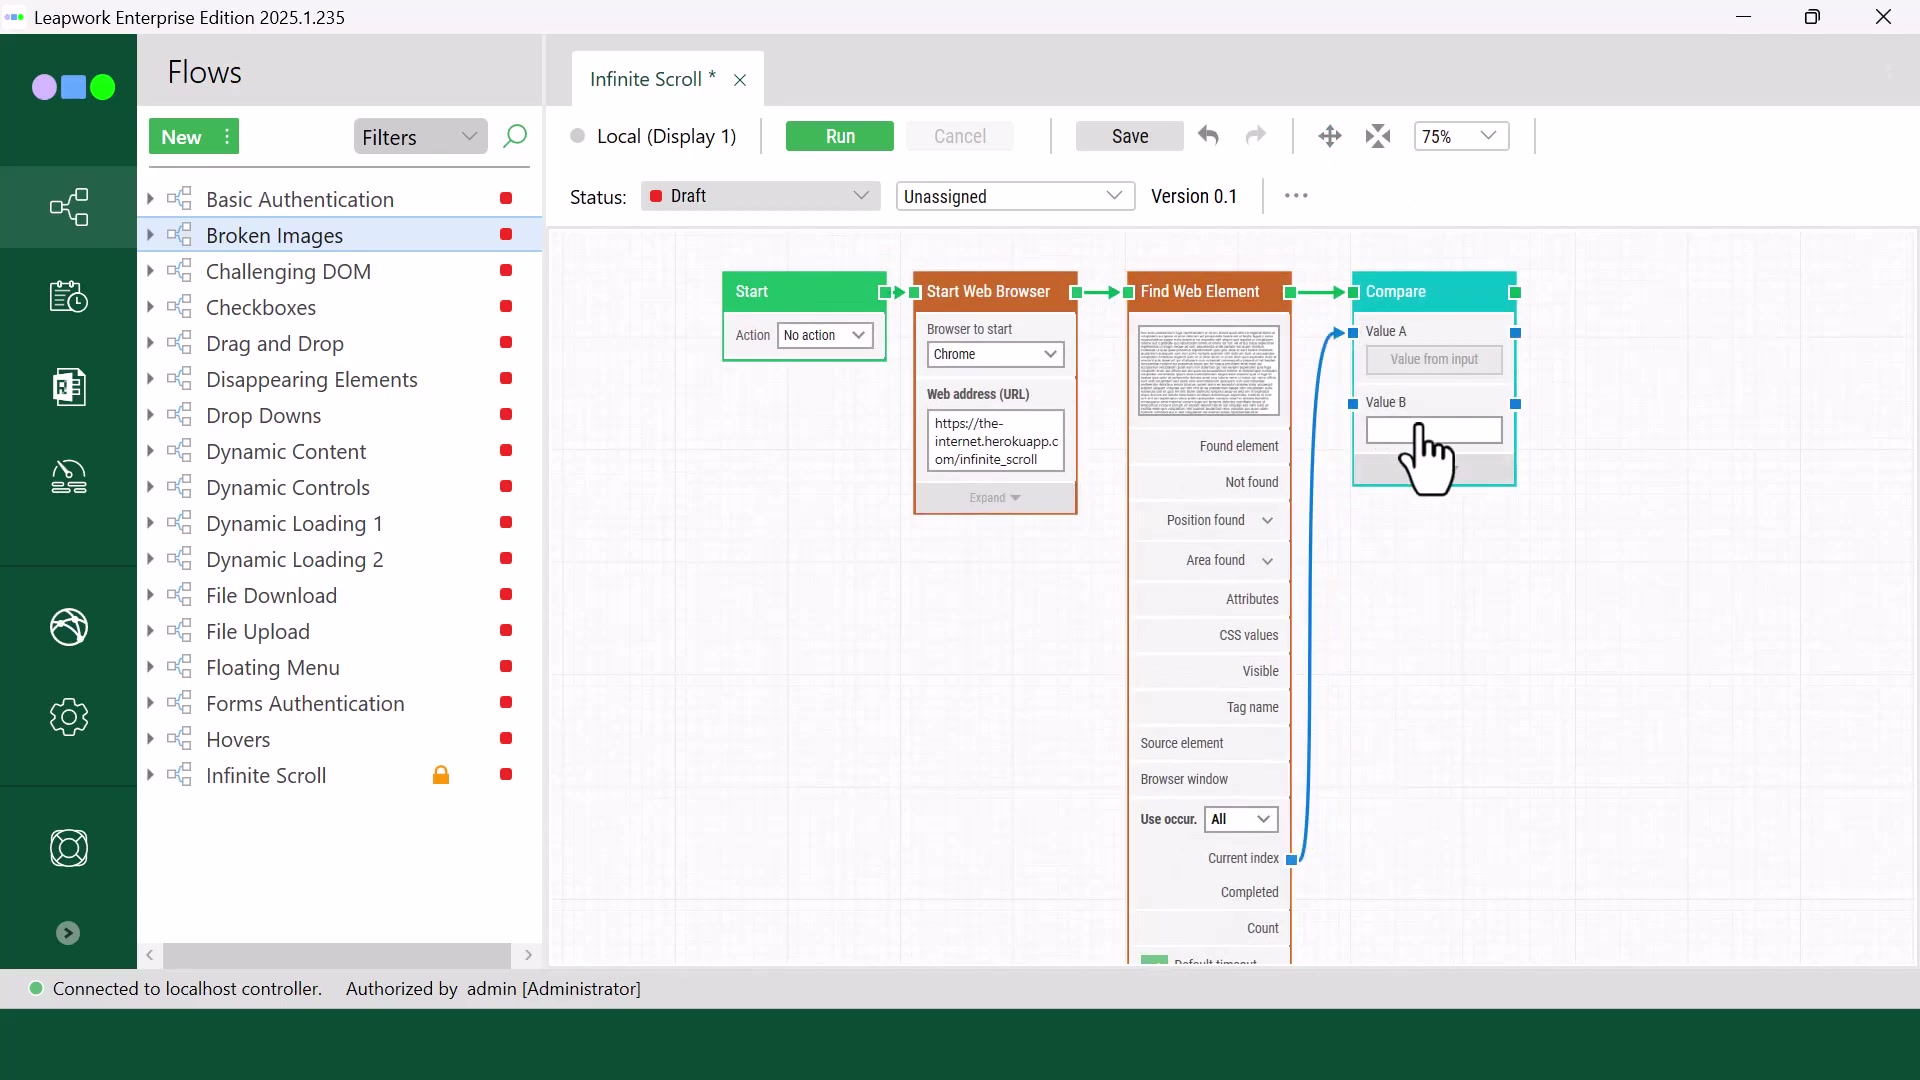 Leapwork Enterprise Edition 2025.1.235
Flows
Infinite Scroll *
New
Filters
Local (Display 1)
Run
Cancel
Save
75%
Status:
Draft
Unassigned
Version 0.1
Basic Authentication
Broken Images
Challenging DOM
Checkboxes
Drag and Drop
Disappearing Elements
Drop Downs
Dynamic Content
Dynamic Controls
Dynamic Loading 1
Dynamic Loading 2
File Download
File Upload
Floating Menu
Forms Authentication
Hovers
Infinite Scroll
Start
Action
No action
Start Web Browser
Browser to start
Chrome
Web address (URL)
https://the-
internet.herokuapp.c
om/infinite_scroll
Expand
Find Web Element
Found element
Not found
Position found
Area found
Attributes
CSS values
Visible
Tag name
Source element
Browser window
Use occur.
All
Current index
Completed
Count
Default timeout
Compare
Value A
Value from input
Value B
Connected to localhost controller.
Authorized by admin [Administrator]